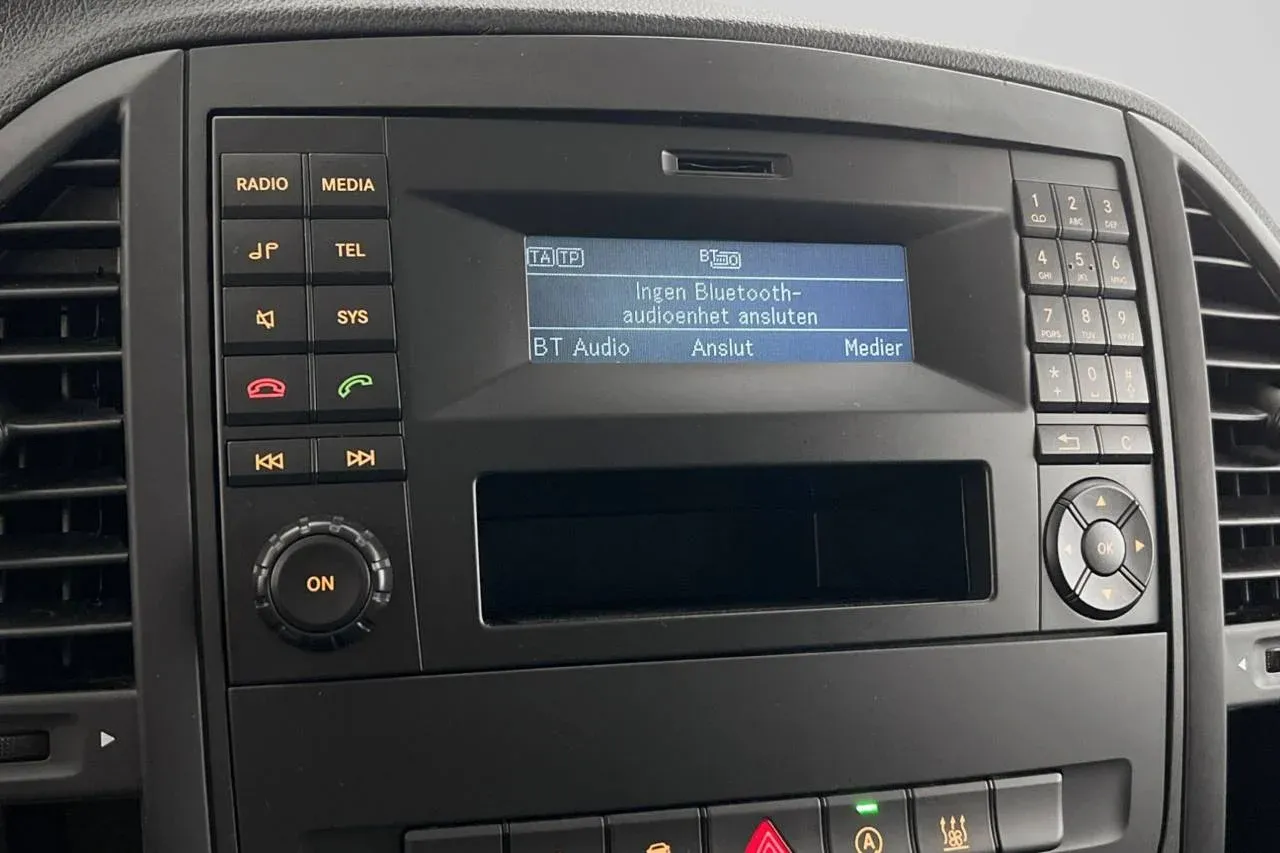 RADIO MEDIA
TEL
SYS
ON
TA TP BT
Ingen Bluetooth-
audioenhet ansluten
BT Audio Anslut Medier
1 2 ABC 3 DEF
4 GHI 5 JKL 6 MNO
7 PQRS 8 TUV 9 WXYZ
* + 0 #
C
OK
A